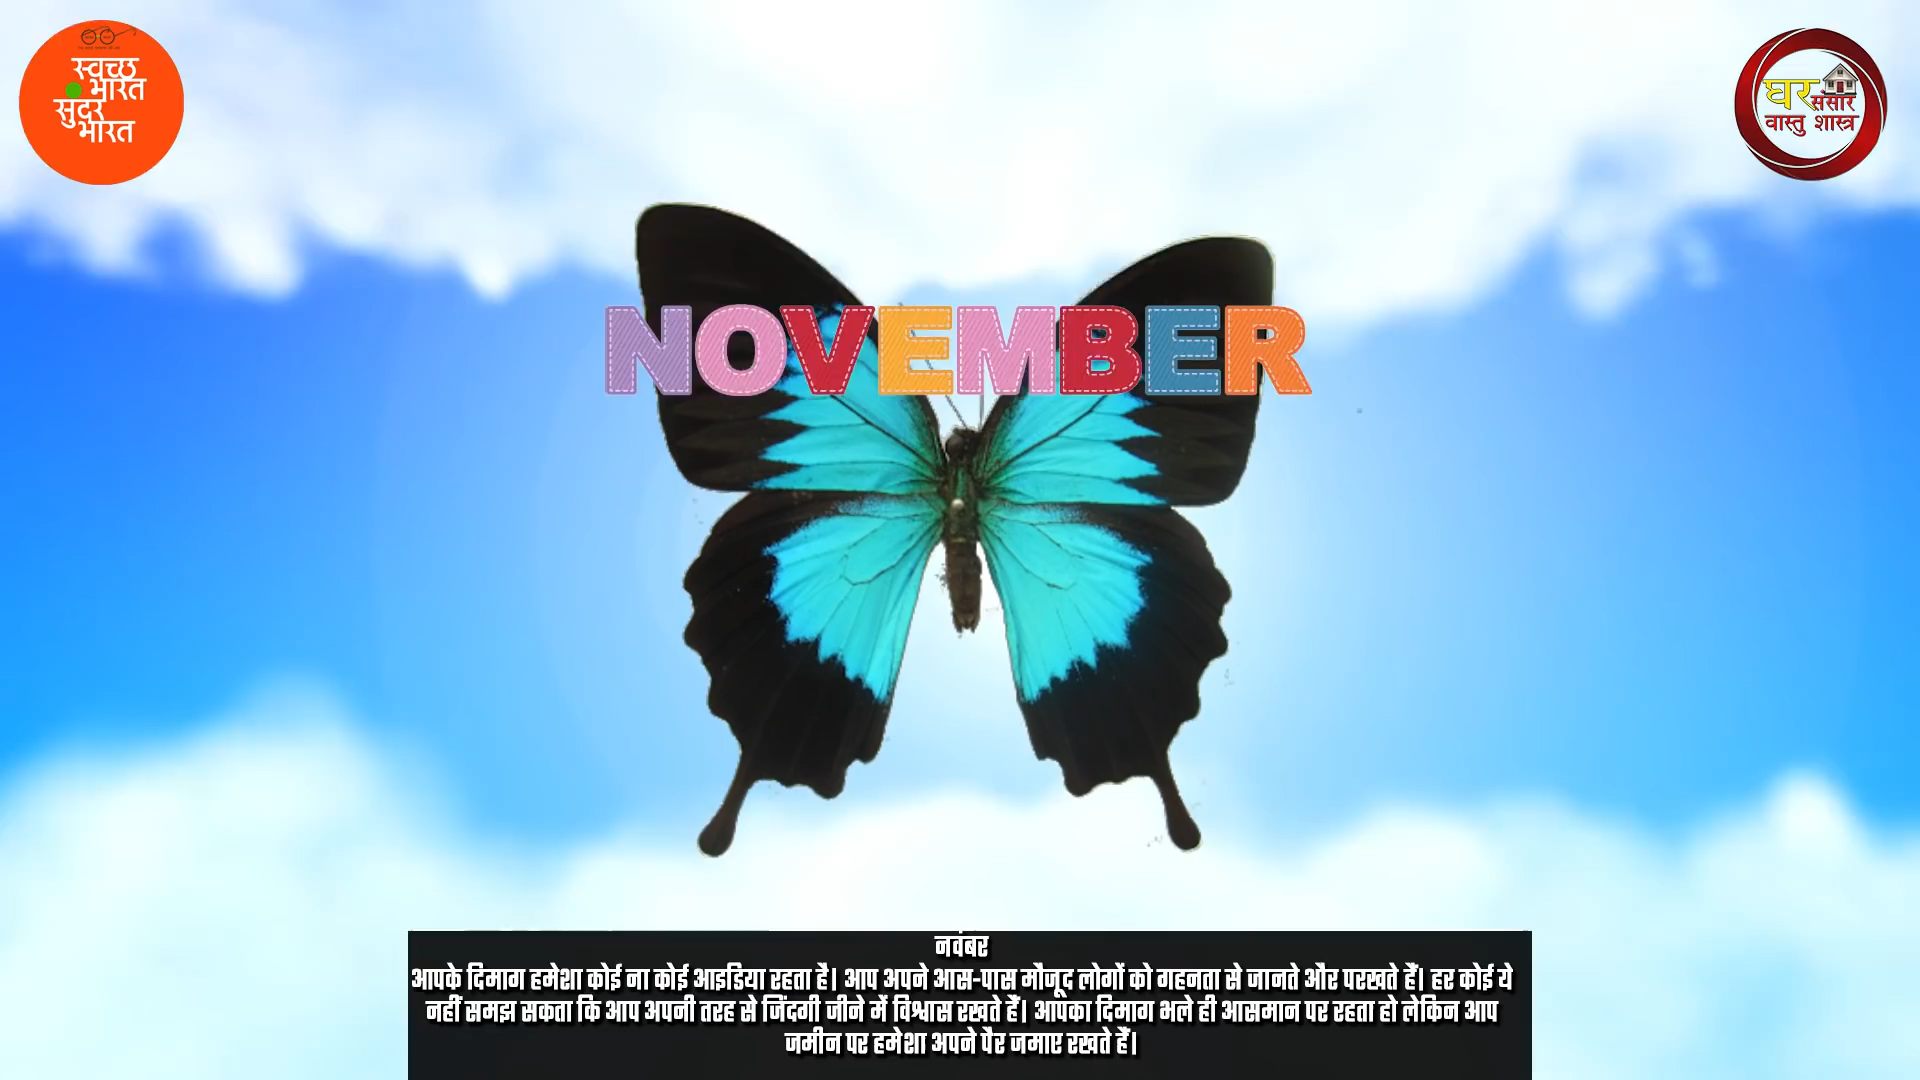 स्वच्छ
भारत
सुंदर
भारत
घर
संसार
वास्तु शास्त्र
NOVEMBER
नवंबर
आपके दिमाग हमेशा कोई ना कोई आइडिया रहता है। आप अपने आस-पास मौजूद लोगों को गहनता से जानते और परखते हैं। हर कोई ये
नहीं समझ सकता कि आप अपनी तरह से जिंदगी जीने में विश्वास रखते हैं। आपका दिमाग भले ही आसमान पर रहता हो लेकिन आप
जमीन पर हमेशा अपने पैर जमाए रखते हैं।